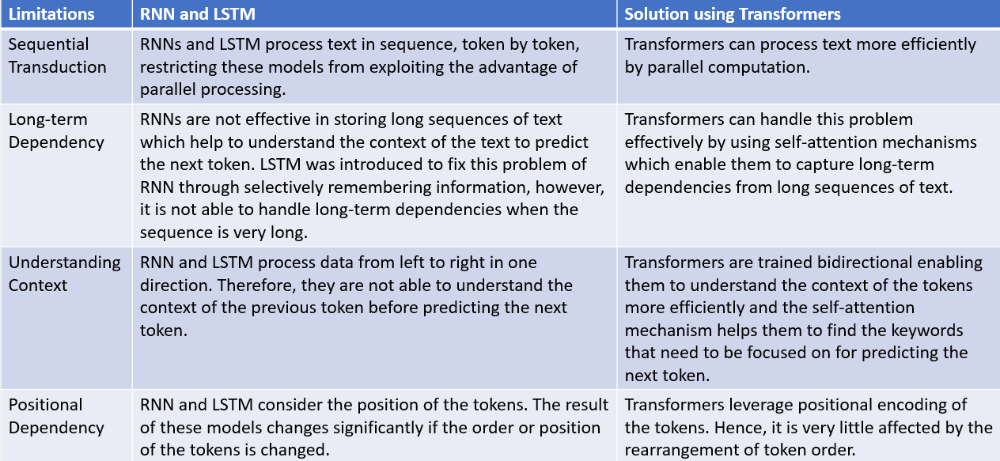 Limitations
RNN and LSTM
Solution using Transformers
Sequential
Transduction
RNNs and LSTM process text in sequence, token by token,
restricting these models from exploiting the advantage of
parallel processing.
Transformers can process text more efficiently
by parallel computation.
Long-term
Dependency
RNNs are not effective in storing long sequences of text
which help to understand the context of the text to predict
the next token. LSTM was introduced to fix this problem of
RNN through selectively remembering information, however,
it is not able to handle long-term dependencies when the
sequence is very long.
Transformers can handle this problem
effectively by using self-attention mechanisms
which enable them to capture long-term
dependencies from long sequences of text.
Understanding
Context
RNN and LSTM process data from left to right in one
direction. Therefore, they are not able to understand the
context of the previous token before predicting the next
token.
Transformers are trained bidirectional enabling
them to understand the context of the tokens
more efficiently and the self-attention
mechanism helps them to find the keywords
that need to be focused on for predicting the
next token.
Positional
Dependency
RNN and LSTM consider the position of the tokens. The result
of these models changes significantly if the order or position
of the tokens is changed.
Transformers leverage positional encoding of
the tokens. Hence, it is very little affected by the
rearrangement of token order.